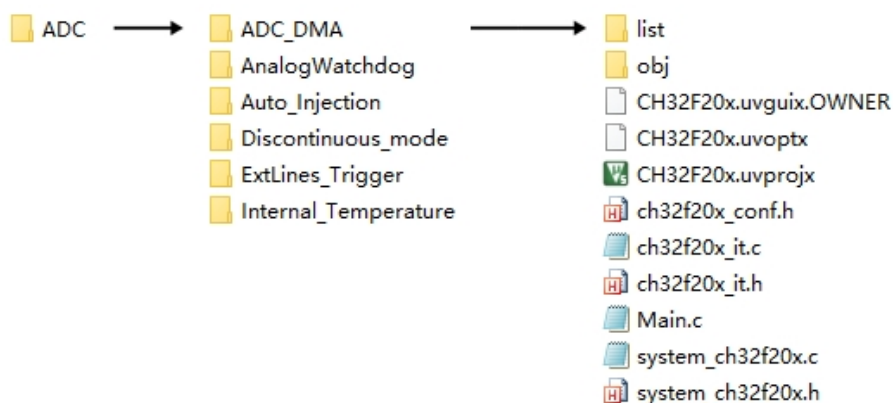 ADC
ADC_DMA
AnalogWatchdog
Auto_Injection
Discontinuous_mode
ExtLines_Trigger
Internal_Temperature
list
obj
CH32F20x.uvguix.OWNER
CH32F20x.uvoptx
CH32F20x.uvprojx
ch32f20x_conf.h
ch32f20x_it.c
ch32f20x_it.h
Main.c
system_ch32f20x.c
system_ch32f20x.h